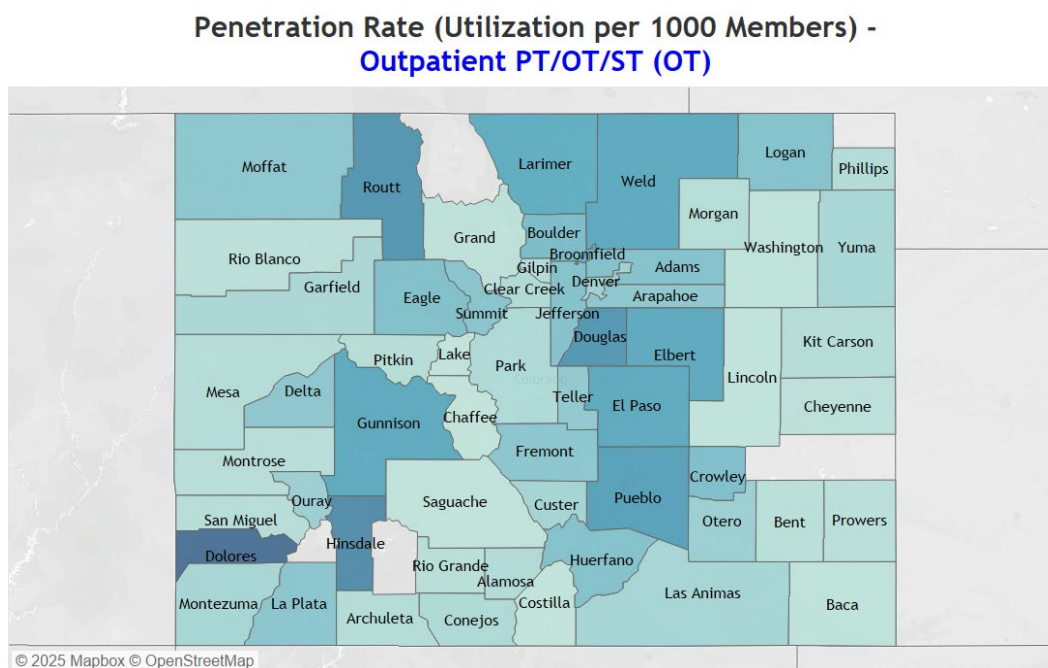 Penetration Rate (Utilization per 1000 Members) -
Outpatient PT/OT/ST (OT)
Moffat
Routt
Larimer
Weld
Logan
Phillips
Morgan
Washington
Yuma
Grand
Boulder
Broomfield
Rio Blanco
Garfield
Gilpin
Clear Creek
Denver
Adams
Arapahoe
Eagle
Summit
Jefferson
Douglas
Elbert
Kit Carson
Pitkin
Lake
Park
Colorado
Lincoln
Mesa
Delta
Gunnison
Chaffee
Teller
El Paso
Cheyenne
Montrose
Fremont
Crowley
Ouray
Saguache
Custer
Pueblo
Otero
Bent
Prowers
San Miguel
Dolores
Hinsdale
Rio Grande
Alamosa
Huerfano
Montezuma
La Plata
Archuleta
Conejos
Costilla
Las Animas
Baca
© 2025 Mapbox © OpenStreetMap